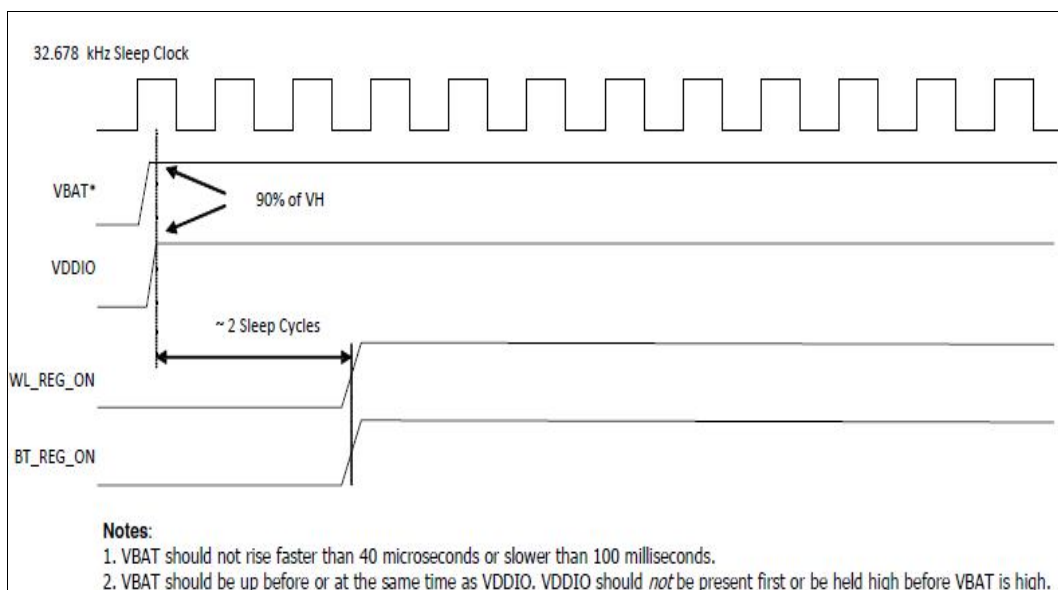 32.678 kHz Sleep Clock
VBAT*
90% of VH
VDDIO
~ 2 Sleep Cycles
WL_REG_ON
BT_REG_ON
Notes:
1. VBAT should not rise faster than 40 microseconds or slower than 100 milliseconds.
2. VBAT should be up before or at the same time as VDDIO. VDDIO should not be present first or be held high before VBAT is high.